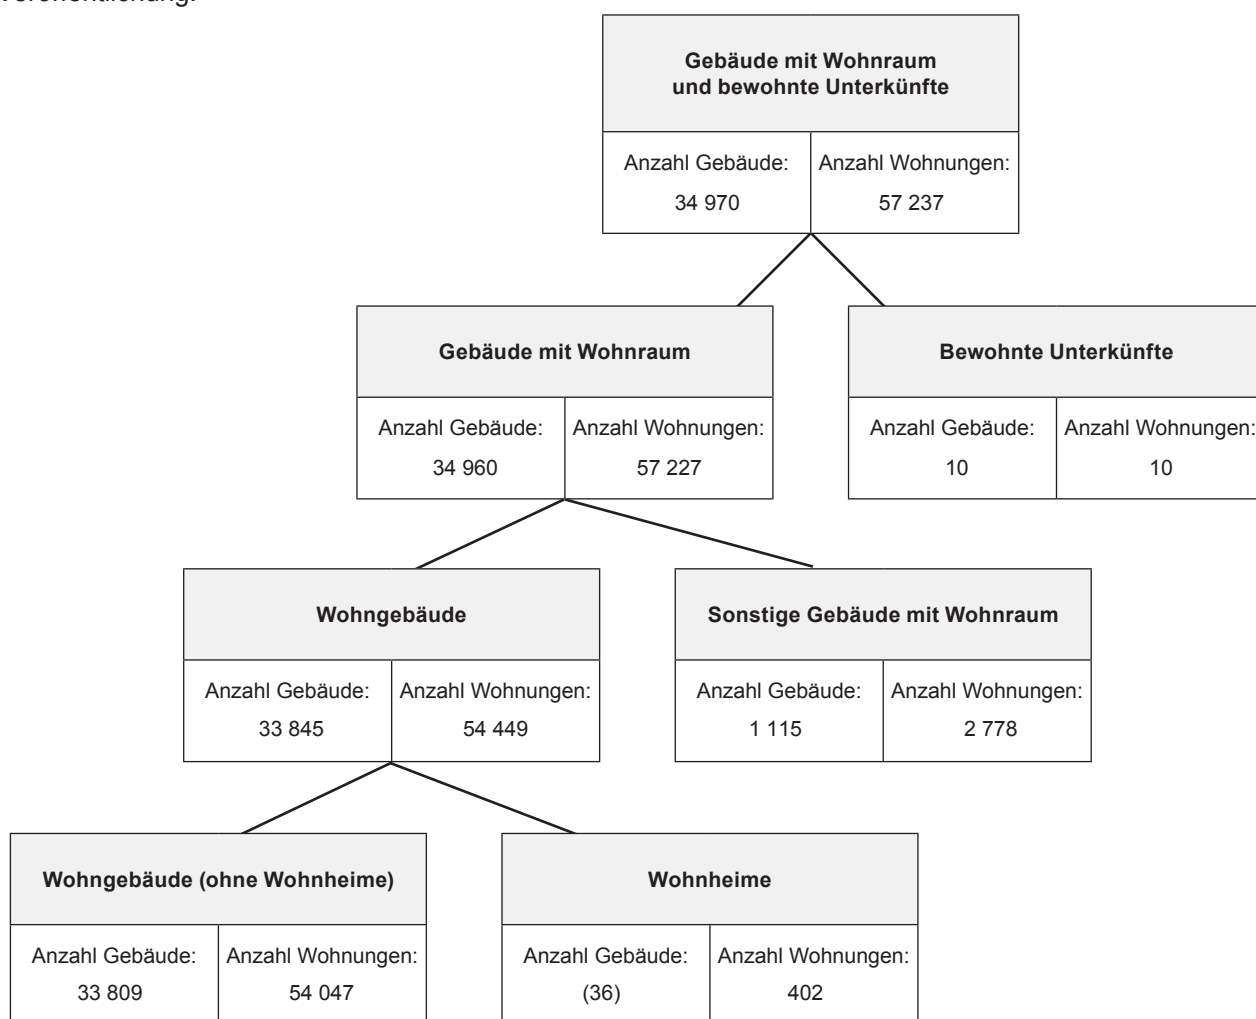 Veröffentlichung.
Gebäude mit Wohnraum
und bewohnte Unterkünfte
Anzahl Gebäude: Anzahl Wohnungen:
34 970 57 237
Gebäude mit Wohnraum Bewohnte Unterkünfte
Anzahl Gebäude: Anzahl Wohnungen: Anzahl Gebäude: Anzahl Wohnungen:
34 960 57 227 10 10
Wohngebäude Sonstige Gebäude mit Wohnraum
Anzahl Gebäude: Anzahl Wohnungen: Anzahl Gebäude: Anzahl Wohnungen:
33 845 54 449 1 115 2 778
Wohngebäude (ohne Wohnheime) Wohnheime
Anzahl Gebäude: Anzahl Wohnungen: Anzahl Gebäude: Anzahl Wohnungen:
33 809 54 047 (36) 402